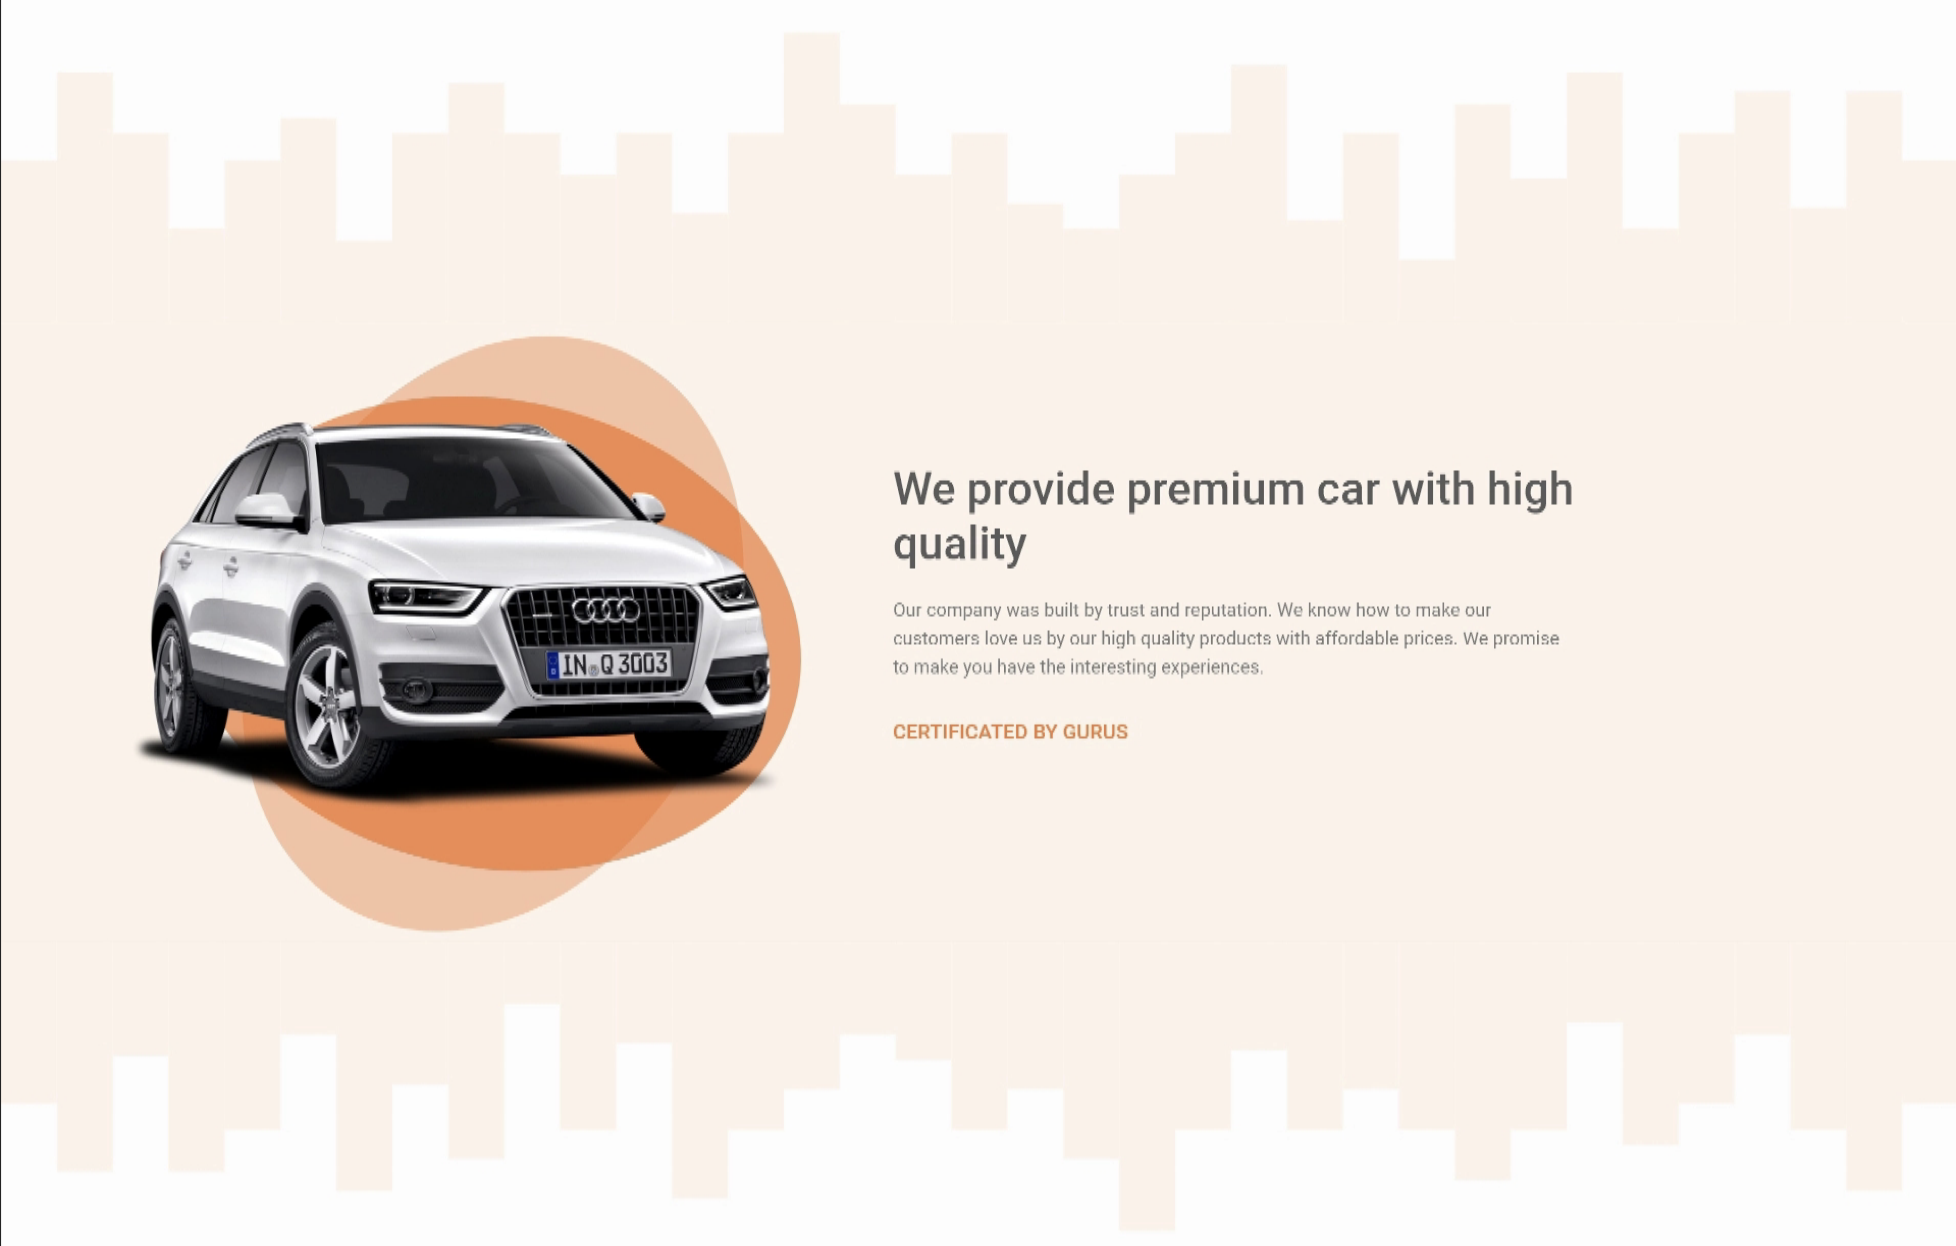 We provide premium car with high
quality
Our company was built by trust and reputation. We know how to make our
customers love us by our high quality products with affordable prices. We promise
to make you have the interesting experiences.
CERTIFICATED BY GURUS
IN Q 3003